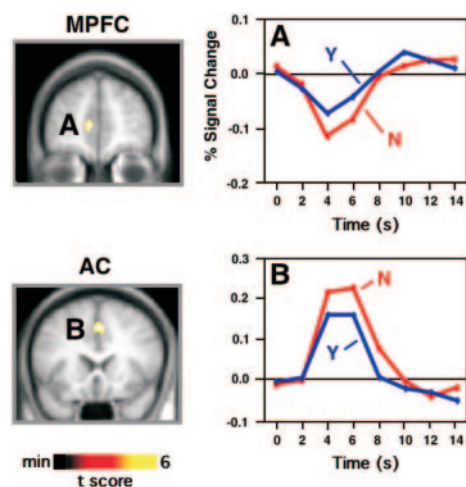 MPFC
A
A
Y
N
% Signal Change
0.1
0.0
-0.1
-0.2
0 2 4 6 8 10 12 14
Time (s)
AC
B
B
N
Y
0.3
0.2
0.1
0.0
-0.1
0 2 4 6 8 10 12 14
Time (s)
min 6
t score